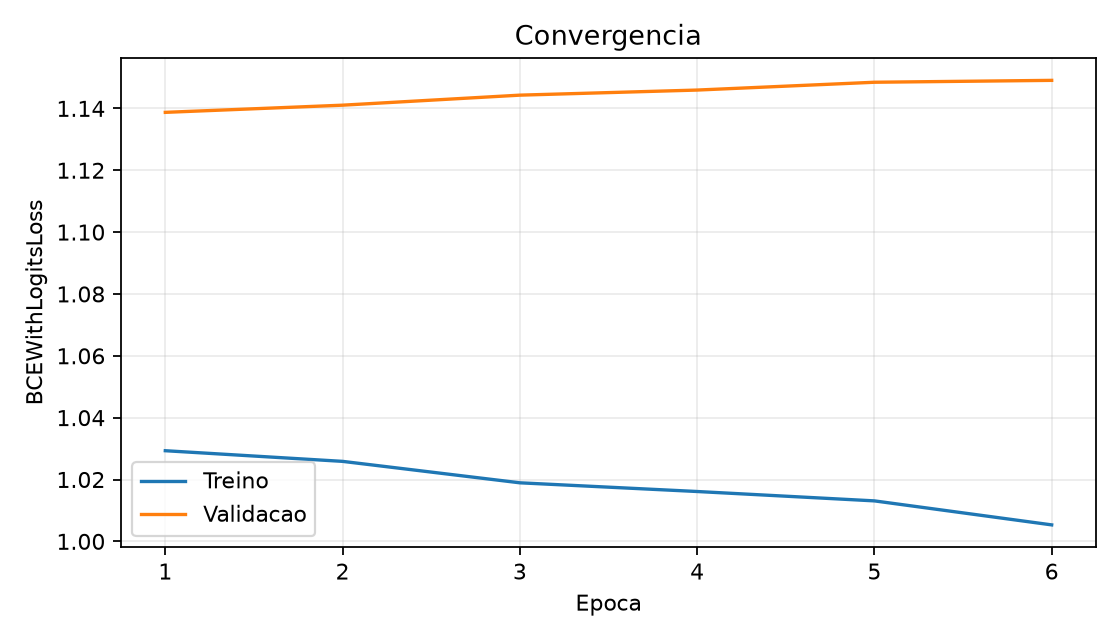 Convergencia
BCEWithLogitsLoss
1.14
1.12
1.10
1.08
1.06
1.04
1.02
1.00
Treino
Validacao
1 2 3 4 5 6
Epoca